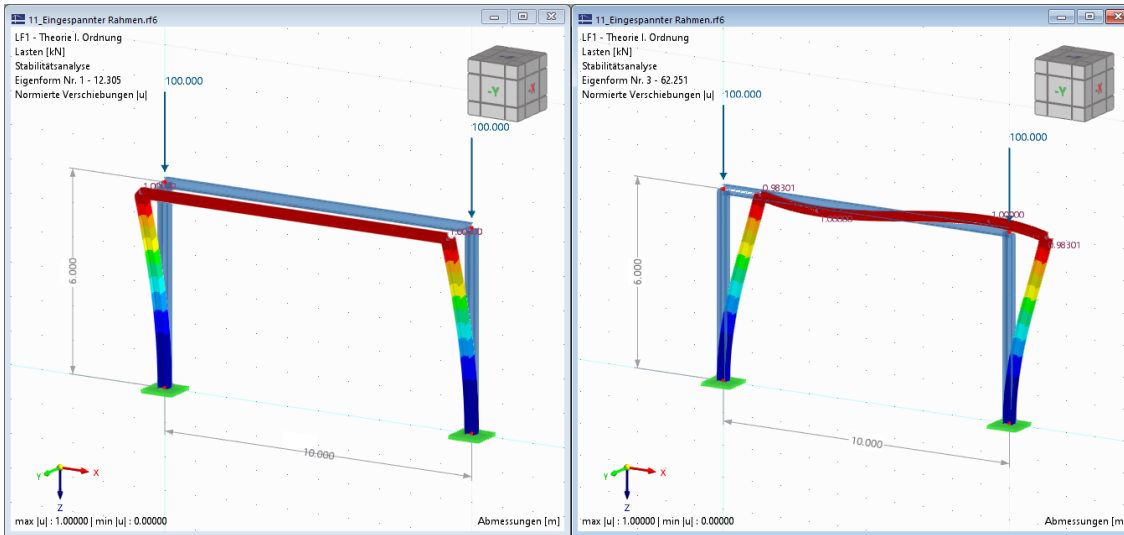 11_Eingespannter Rahmen.rf6
LF1 - Theorie I. Ordnung
Lasten [kN]
Stabilitätsanalyse
Eigenform Nr. 1 - 12.305
Normierte Verschiebungen |u|
100.000
100.000
-Y
-X
1.00000
1.00000
6.000
10.000
X
Y
Z
max |u| : 1.00000 | min |u| : 0.00000
Abmessungen [m]
11_Eingespannter Rahmen.rf6
LF1 - Theorie I. Ordnung
Lasten [kN]
Stabilitätsanalyse
Eigenform Nr. 3 - 62.251
Normierte Verschiebungen |u|
100.000
100.000
-Y
-X
0.98301
1.00000
1.00000
0.98301
6.000
10.000
X
Y
Z
max |u| : 1.00000 | min |u| : 0.00000
Abmessungen [m]